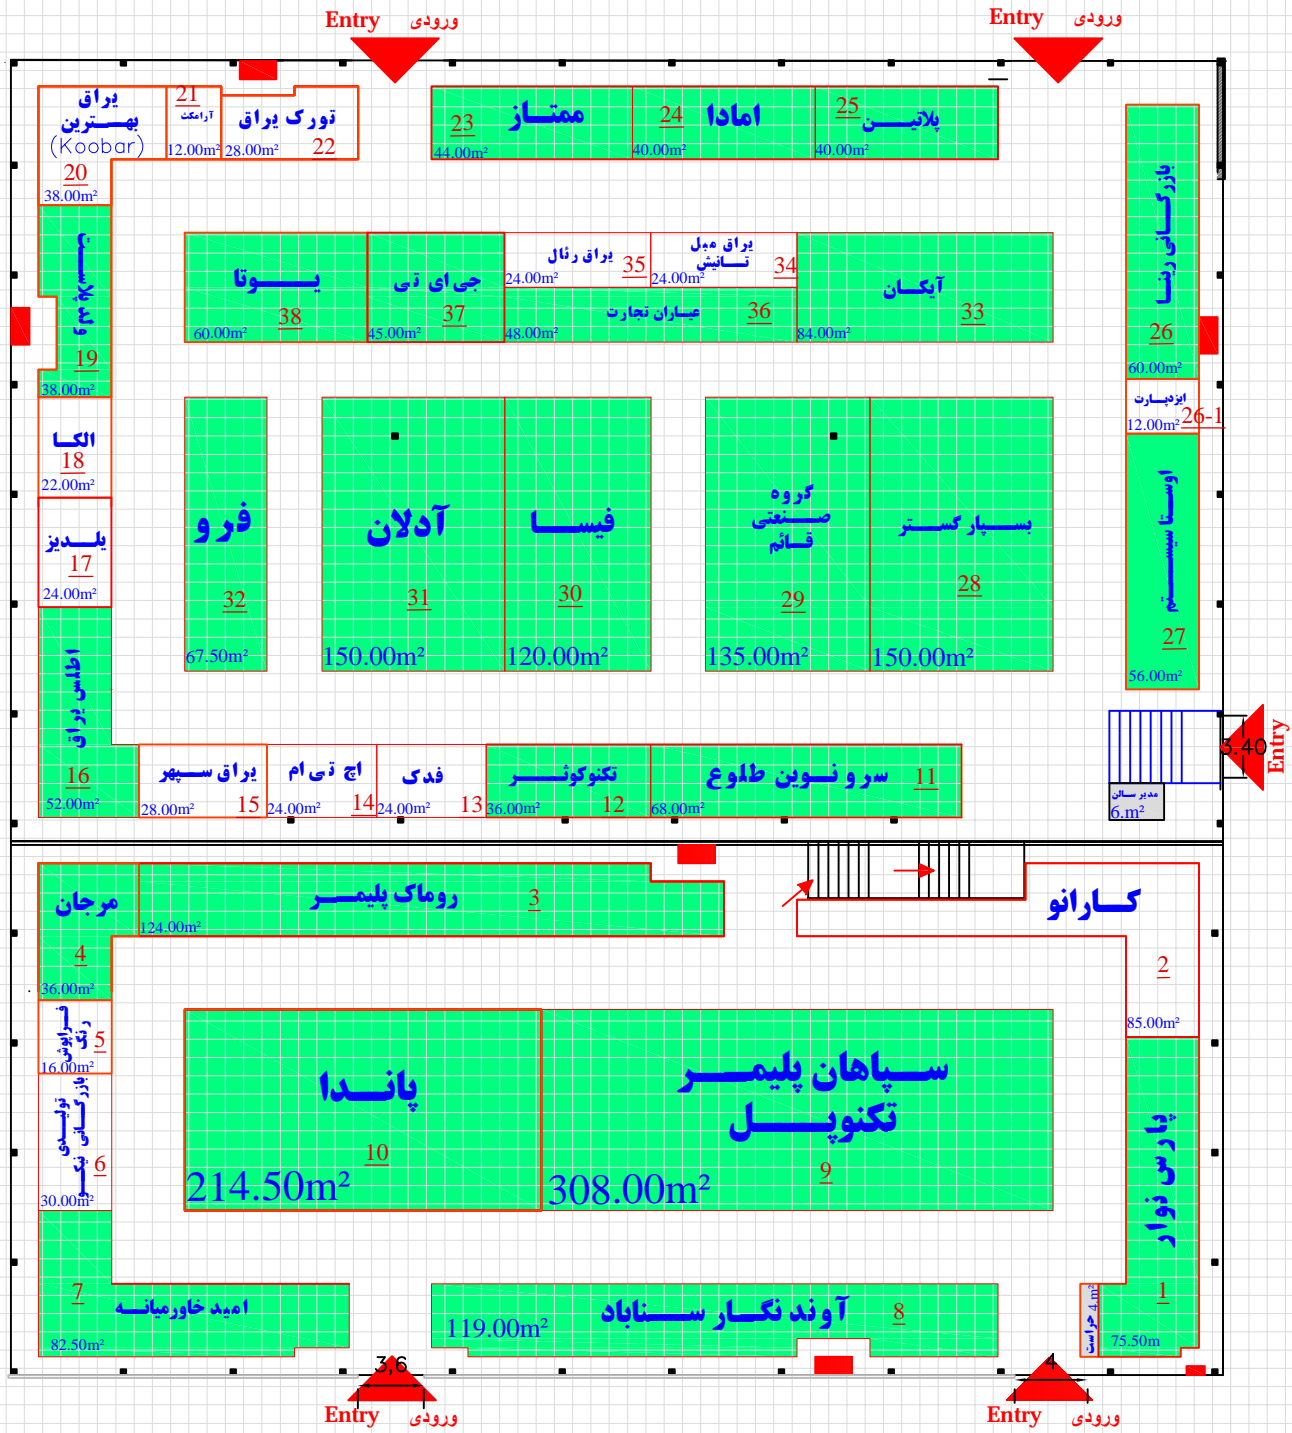 Entry ورودی
Entry ورودی
یراق
بهترین
(Koobar)
20
38.00m²
21
آرامکت
12.00m²
تورک یراق
22
28.00m²
ممتاز
23
44.00m²
امادا
24
40.00m²
پلاتین
25
40.00m²
بازرگانی رینا
26
60.00m²
ولد پلاست
19
38.00m²
یوتا
38
60.00m²
جی ای تی
37
45.00m²
یراق رئال
35
24.00m²
یراق مبل
تانیش
34
24.00m²
عیاران تجارت
36
48.00m²
آیکان
33
84.00m²
ایزدپارت
26-1
12.00m²
الکا
18
22.00m²
یلدیز
17
24.00m²
فرو
32
67.50m²
آدلان
31
150.00m²
فیسا
30
120.00m²
گروه
صنعتی
قائم
29
135.00m²
بسپار گستر
28
150.00m²
اوستا سیستم
27
56.00m²
اطلس یراق
16
52.00m²
یراق سپهر
15
28.00m²
اچ تی ام
14
24.00m²
فدک
13
24.00m²
تکنوکوثر
12
36.00m²
سرو نوین طلوع
11
68.00m²
3.40
Entry
مدیر سالن
6.m²
مرجان
4
36.00m²
روماک پلیمر
3
124.00m²
کارانو
2
85.00m²
فراپوش
رنگ
5
16.00m²
تولیدی
بازرگانی نیکو
6
30.00m²
پاندا
10
214.50m²
سپاهان پلیمر
تکنوپل
9
308.00m²
پارس نوار
1
75.50m
امید خاورمیانه
7
82.50m²
آوند نگار سناباد
8
119.00m²
حراست
4.m²
3,6
4
Entry ورودی
Entry ورودی